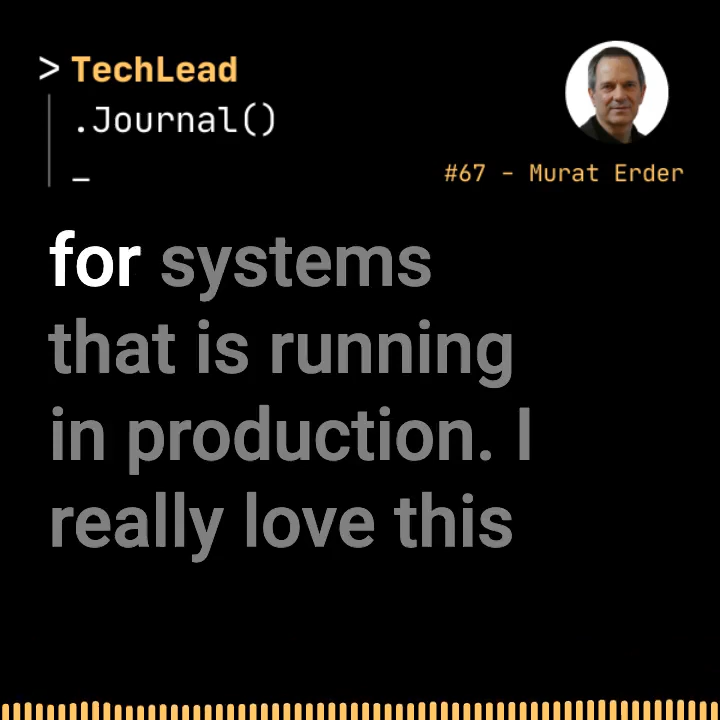 > TechLead
.Journal()
_
#67 - Murat Erder
for systems
that is running
in production. I
really love this